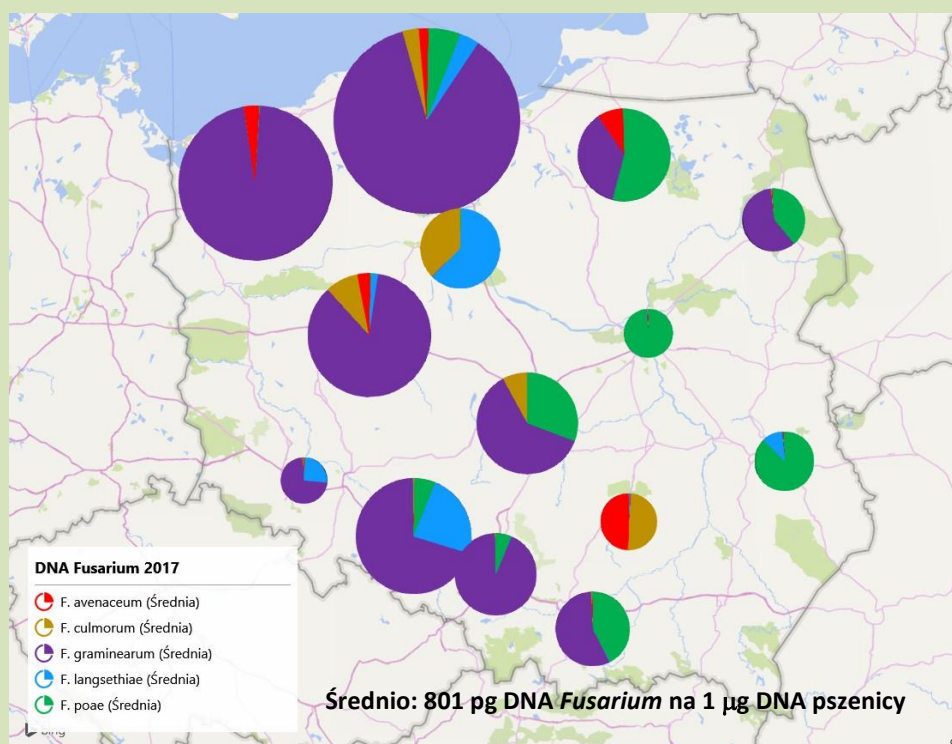 DNA Fusarium 2017
F. avenaceum (Średnia)
F. culmorum (Średnia)
F. graminearum (Średnia)
F. langsethiae (Średnia)
F. poae (Średnia)
Średnio: 801 pg DNA Fusarium na 1 μg DNA pszenicy
bing